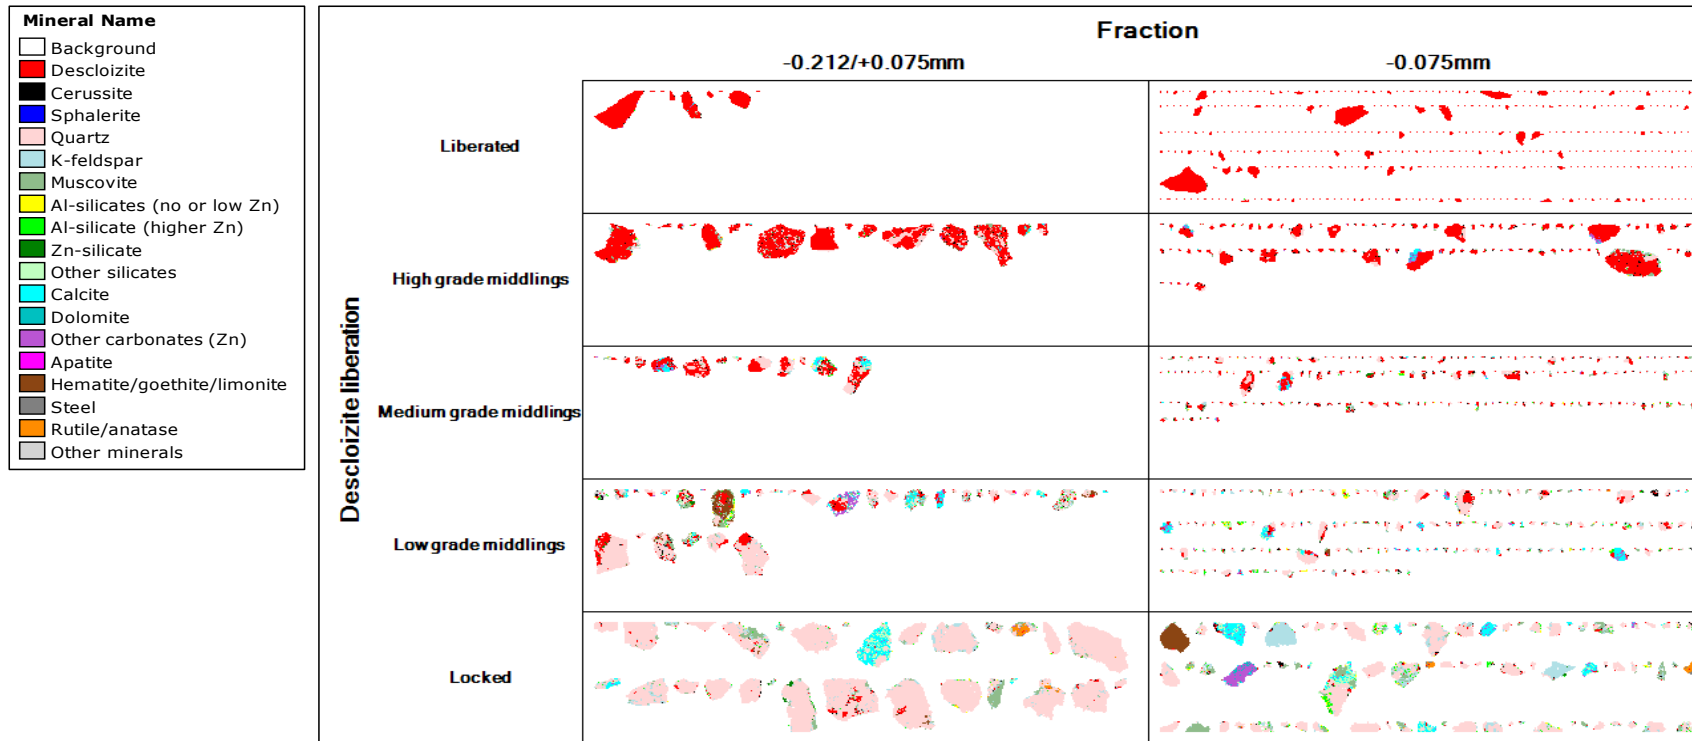 Mineral Name
Background
Descloizite
Cerussite
Sphalerite
Quartz
K-feldspar
Muscovite
Al-silicates (no or low Zn)
Al-silicate (higher Zn)
Zn-silicate
Other silicates
Calcite
Dolomite
Other carbonates (Zn)
Apatite
Hematite/goethite/limonite
Steel
Rutile/anatase
Other minerals
Fraction
-0.212/+0.075mm
-0.075mm
Descloizite liberation
Liberated
High grade middlings
Medium grade middlings
Low grade middlings
Locked